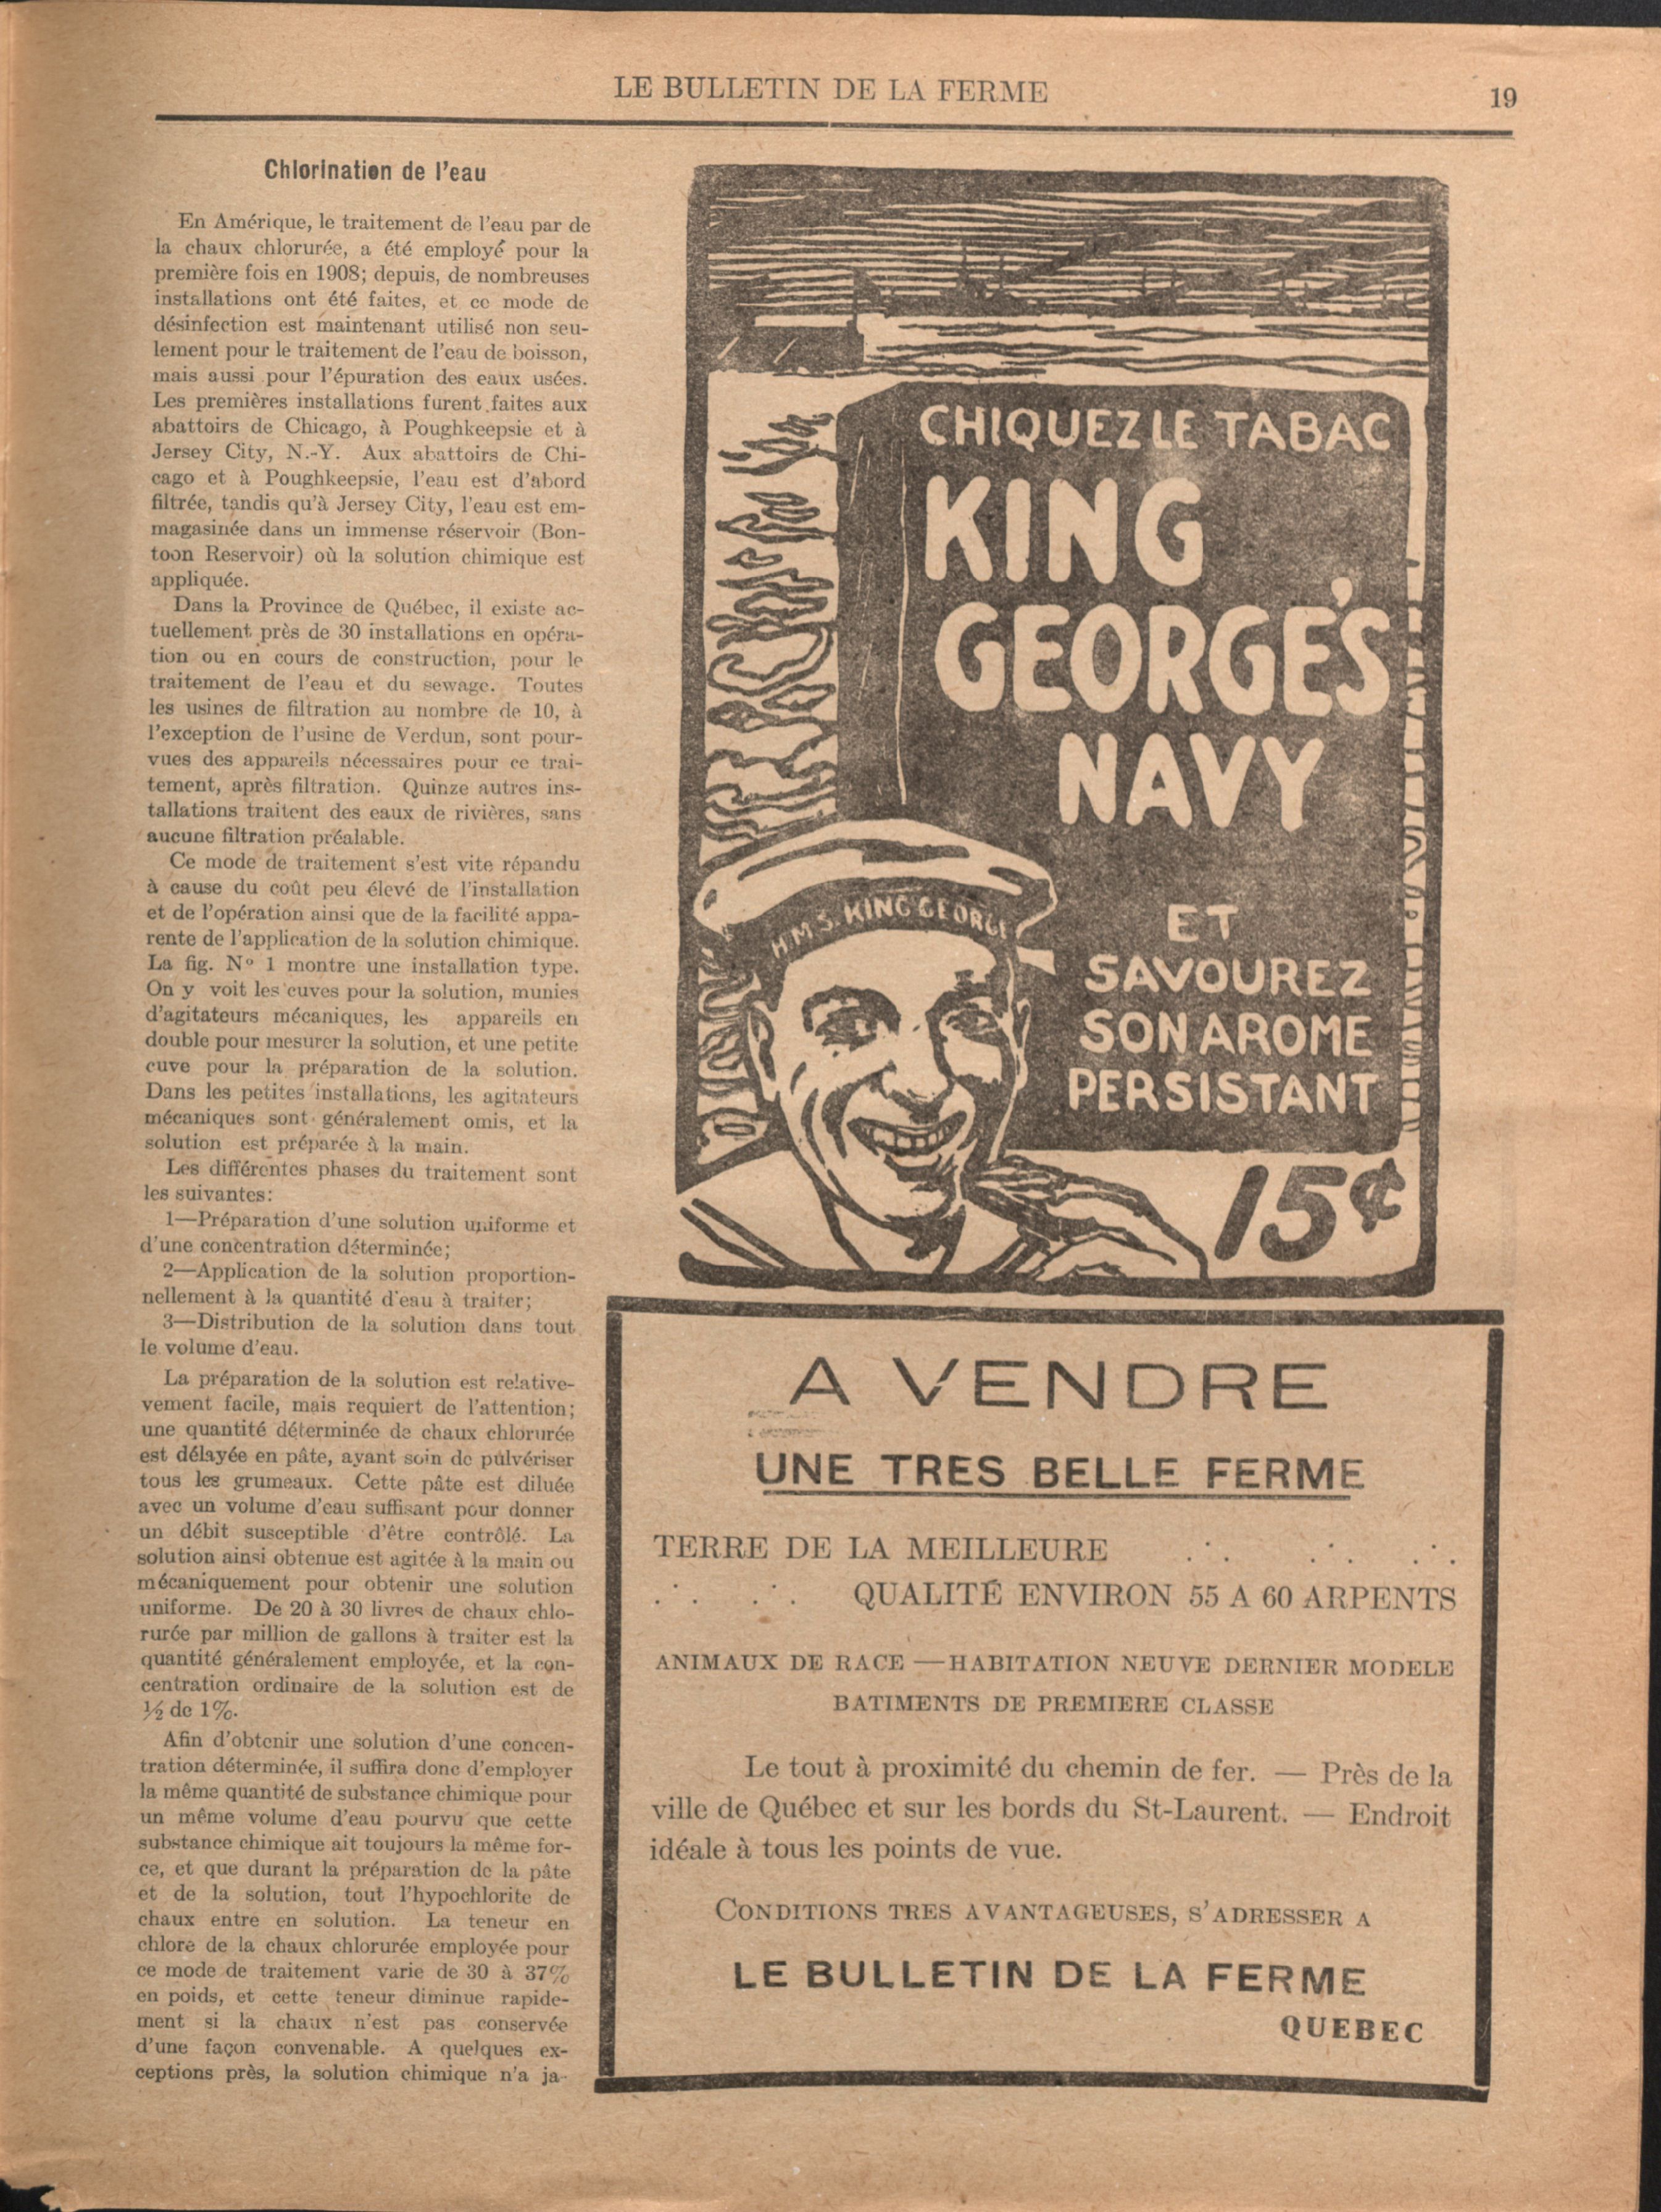 LE BULLETIN DE LA FERME
19
Chlorination de l'eau
En Amérique, le traitement de l'eau par de
la chaux chlorurée, a été employé pour la
première fois en 1908; depuis, de nombreuses
installations ont été faites, et ce mode de
désinfection est maintenant utilisé non seu-
lement pour le traitement de l'eau de boisson,
mais aussi pour l'épuration des eaux usées.
Les premières installations furent faites aux
abattoirs de Chicago, à Poughkeepsie et à
Jersey City, N.-Y. Aux abattoirs de Chi-
cago et à Poughkeepsie, l'eau est d'abord
filtrée, tandis qu'à Jersey City, l'eau est em-
magasinée dans un immense réservoir (Bon-
toon Reservoir) où la solution chimique est
appliquée.
Dans la Province de Québec, il existe ac-
tuellement près de 30 installations en opéra-
tion ou en cours de construction, pour le
traitement de l'eau et du sewage. Toutes
les usines de filtration au nombre de 10, à
l'exception de l'usine de Verdun, sont pour-
vues des appareils nécessaires pour ce trai-
tement, après filtration. Quinze autres ins-
tallations traitent des eaux de rivières, sans
aucune filtration préalable.
Ce mode de traitement s'est vite répandu
à cause du coût peu élevé de l'installation
et de l'opération ainsi que de la facilité appa-
rente de l'application de la solution chimique.
La fig. No 1 montre une installation type.
On y voit les cuves pour la solution, munies
d'agitateurs mécaniques, les appareils en
double pour mesurer la solution, et une petite
cuve pour la préparation de la solution.
Dans les petites installations, les agitateurs
mécaniques sont généralement omis, et la
solution est préparée à la main.
Les différentes phases du traitement sont
les suivantes:
1—Préparation d'une solution uniforme et
d'une concentration déterminée;
2—Application de la solution proportion-
nellement à la quantité d'eau à traiter;
3—Distribution de la solution dans tout
le volume d'eau.
La préparation de la solution est relative-
vement facile, mais requiert de l'attention;
une quantité déterminée de chaux chlorurée
est délayée en pâte, ayant soin de pulvériser
tous les grumeaux. Cette pâte est diluée
avec un volume d'eau suffisant pour donner
un débit susceptible d'être contrôlé. La
solution ainsi obtenue est agitée à la main ou
mécaniquement pour obtenir une solution
uniforme. De 20 à 30 livres de chaux chlo-
rurée par million de gallons à traiter est la
quantité généralement employée, et la con-
centration ordinaire de la solution est de
½ de 1%.
Afin d'obtenir une solution d'une concen-
tration déterminée, il suffira donc d'employer
la même quantité de substance chimique pour
un même volume d'eau pourvu que cette
substance chimique ait toujours la même for-
ce, et que durant la préparation de la pâte
et de la solution, tout l'hypochlorite de
chaux entre en solution. La teneur en
chlore de la chaux chlorurée employée pour
ce mode de traitement varie de 30 à 37%
en poids, et cette teneur diminue rapide-
ment si la chaux n'est pas conservée
d'une façon convenable. A quelques ex-
ceptions près, la solution chimique n'a ja-
CHIQUEZ LE TABAC
KING
GEORGE'S
NAVY
H.M.S. KING GEORGE
ET
SAVOUREZ
SON AROME
PERSISTANT
15¢
A VENDRE
UNE TRES BELLE FERME
TERRE DE LA MEILLEURE
QUALITÉ ENVIRON 55 A 60 ARPENTS
ANIMAUX DE RACE — HABITATION NEUVE DERNIER MODELE
BATIMENTS DE PREMIERE CLASSE
Le tout à proximité du chemin de fer. — Près de la
ville de Québec et sur les bords du St-Laurent. — Endroit
idéale à tous les points de vue.
CONDITIONS TRES AVANTAGEUSES, S'ADRESSER A
LE BULLETIN DE LA FERME
QUEBEC